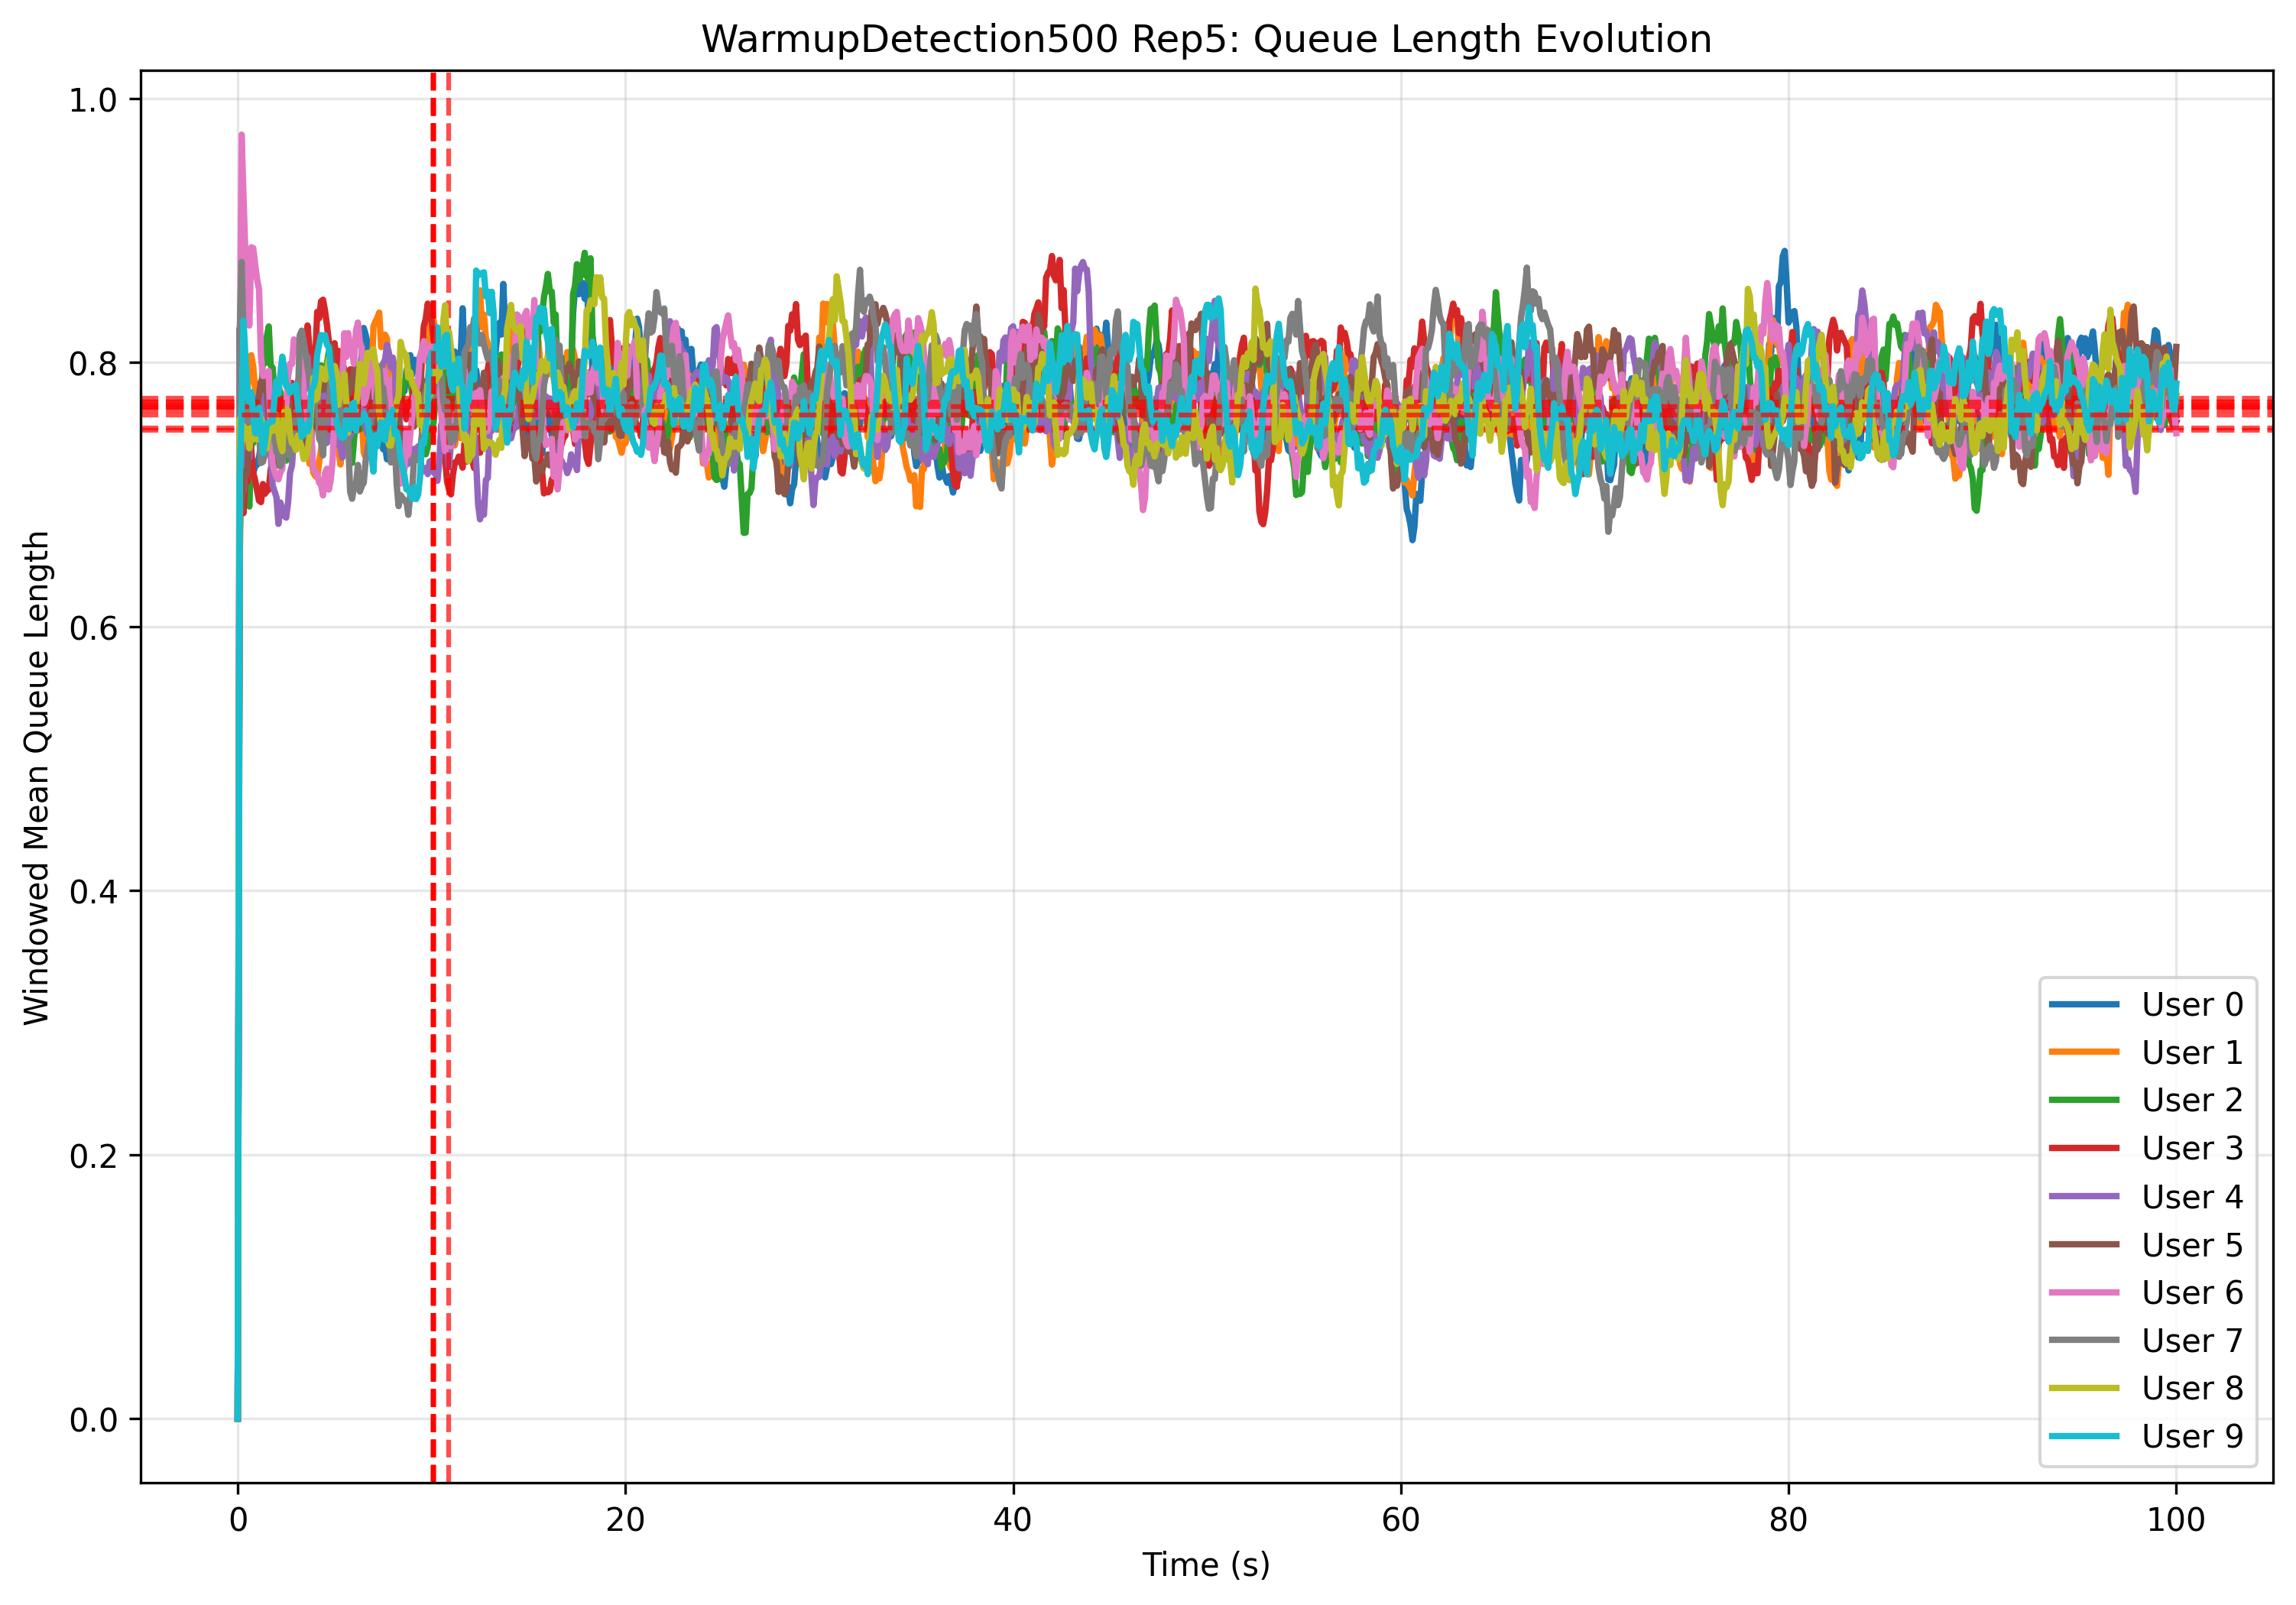 WarmupDetection500 Rep5: Queue Length Evolution
Windowed Mean Queue Length
1.0
0.8
0.6
0.4
0.2
0.0
0 20 40 60 80 100
Time (s)
User 0
User 1
User 2
User 3
User 4
User 5
User 6
User 7
User 8
User 9